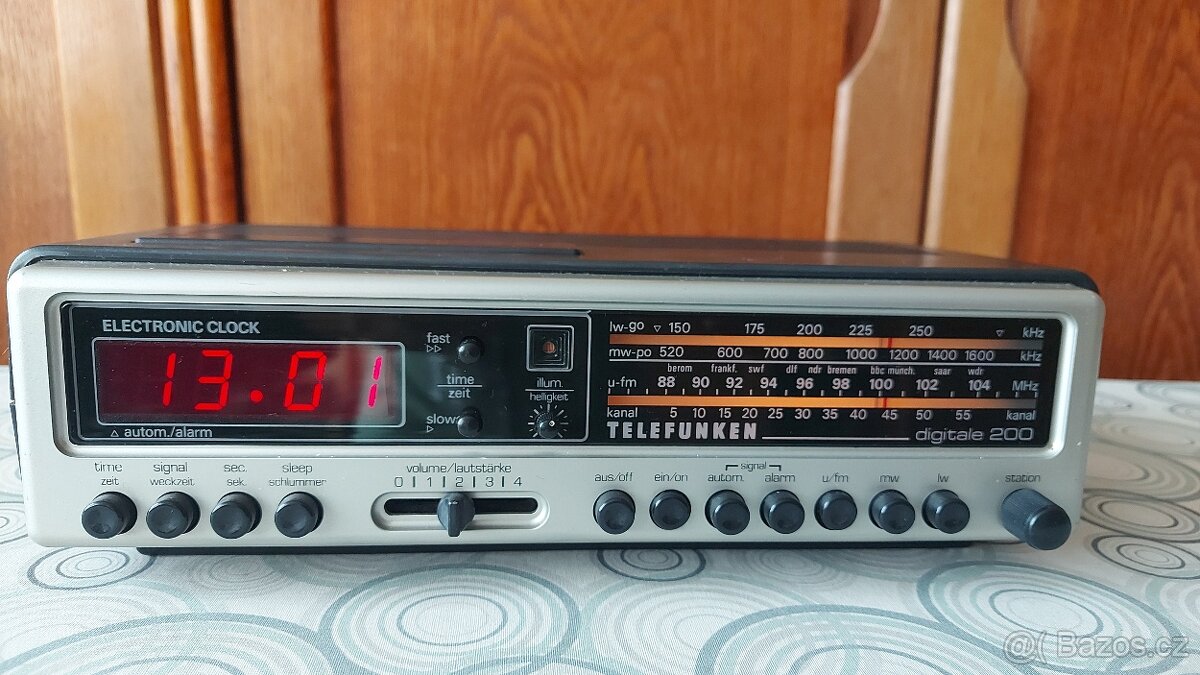 ELECTRONIC CLOCK
13.01
△ autom./alarm
fast
▷▷
time
zeit
slow
▷
illum.
helligkeit
lw-go ▽ 150 175 200 225 250 ▽ kHz
mw-po 520 600 700 800 1000 1200 1400 1600 kHz
berom frankf. swf dlf ndr bremen bbc münch. saar wdr
u-fm 88 90 92 94 96 98 100 102 104 MHz
kanal 5 10 15 20 25 30 35 40 45 50 55 kanal
TELEFUNKEN digitale 200
time
zeit
signal
weckzeit
sec.
sek.
sleep
schlummer
volume/lautstärke
0 | 1 | 2 | 3 | 4
aus/off
ein/on
signal
autom. alarm
u/fm
mw
lw
station
Bazos.cz